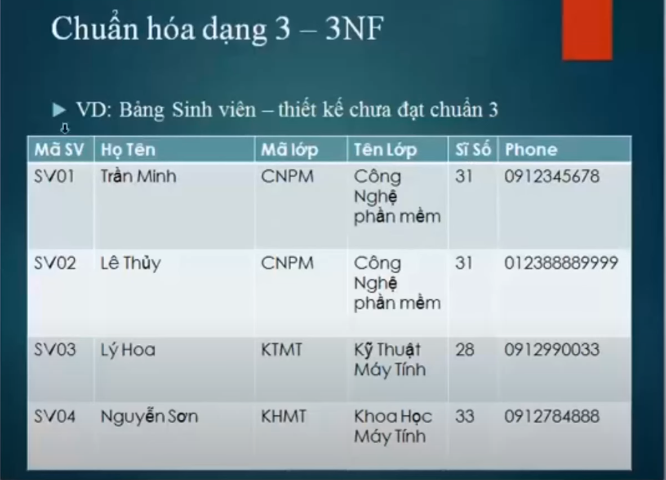 Chuẩn hóa dạng 3 – 3NF
VD: Bảng Sinh viên – thiết kế chưa đạt chuẩn 3
Mã SV Họ Tên Mã lớp Tên Lớp Sĩ Số Phone
SV01 Trần Minh CNPM Công 31 0912345678
Nghệ
phần mềm
SV02 Lê Thủy CNPM Công 31 012388889999
Nghệ
phần mềm
SV03 Lý Hoa KTMT Kỹ Thuật 28 0912990033
Máy Tính
SV04 Nguyễn Sơn KHMT Khoa Học 33 0912784888
Máy Tính